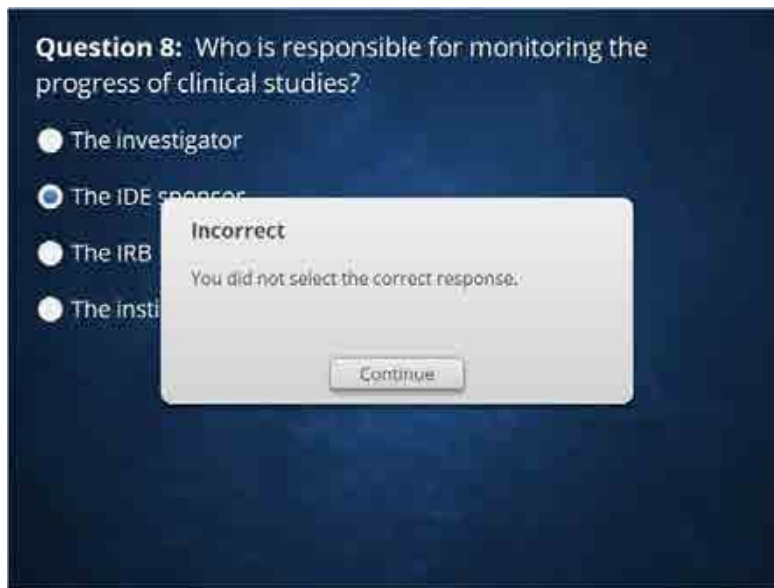 Question 8: Who is responsible for monitoring the
progress of clinical studies?
The investigator
The IDE sponsor
The IRB
The insti
Incorrect
You did not select the correct response.
Continue